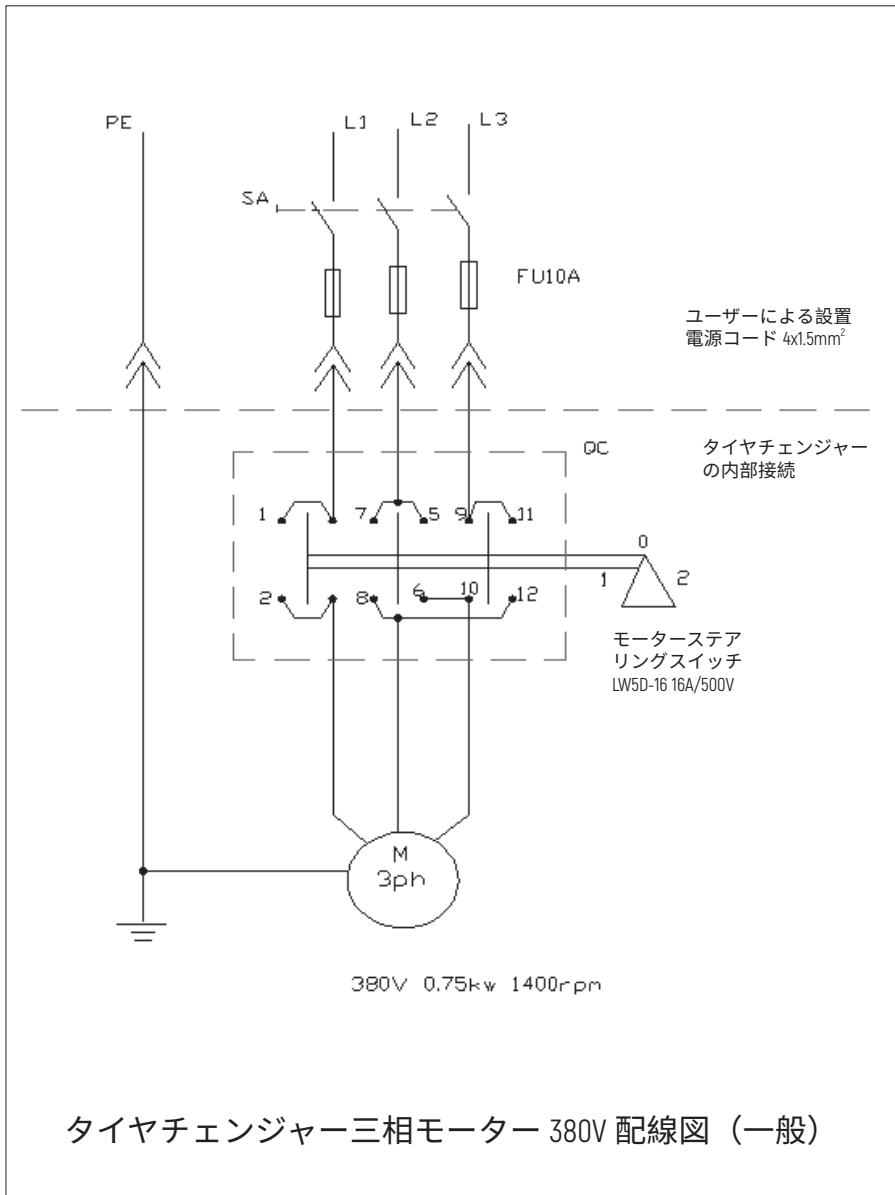 PE
L1
L2
L3
SA
FU10A
ユーザーによる設置
電源コード 4x1.5mm²
QC
タイヤチェンジャー
の内部接続
1
7
5
9
11
0
1
2
2
8
6
10
12
モーターステア
リングスイッチ
LW5D-16 16A/500V
M
3ph
380V 0.75kw 1400rpm
タイヤチェンジャー三相モーター 380V 配線図（一般）